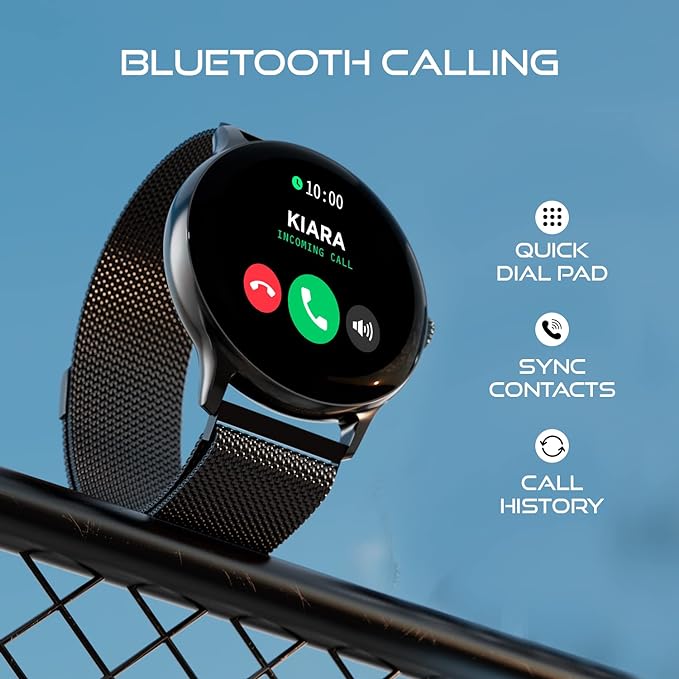 BLUETOOTH CALLING
10:00
KIARA
INCOMING CALL
QUICK
DIAL PAD
SYNC
CONTACTS
CALL
HISTORY